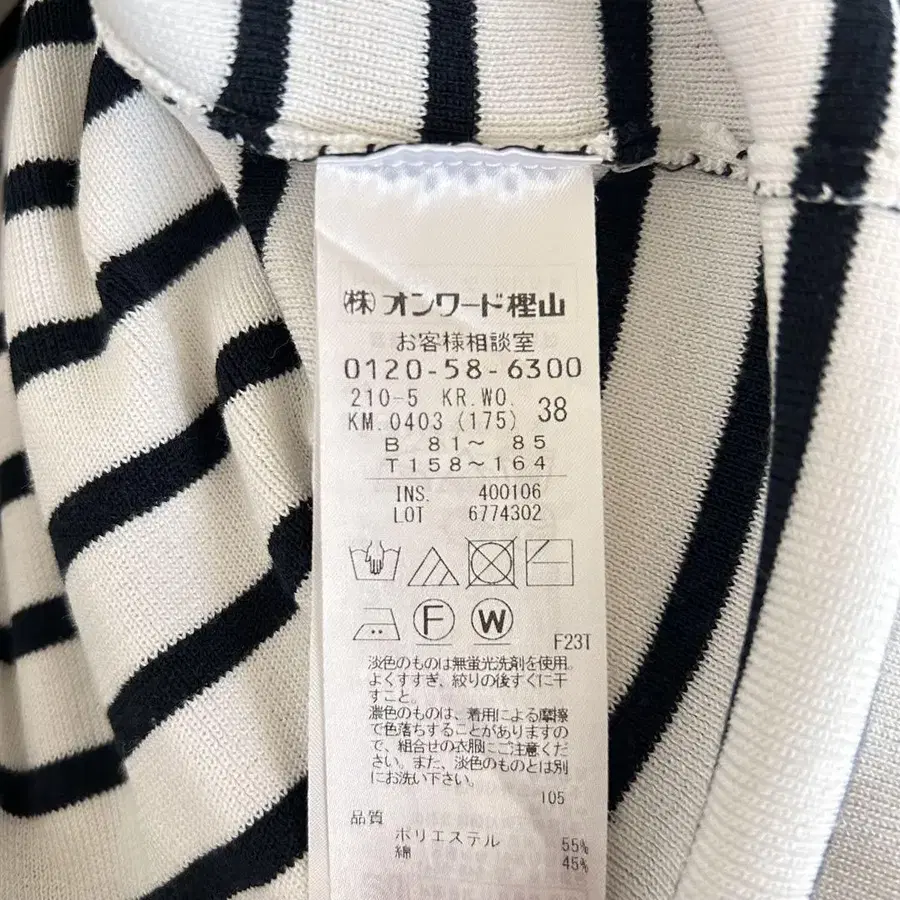 ㈱オンワード樫山
お客様相談室
0120-58-6300
210-5 KR.WO.
KM.0403 (175) 38
B 81〜 85
T158〜164
INS. 400106
LOT 6774302
F W
F23T
淡色のものは無蛍光洗剤を使用。
よくすすぎ、絞りの後すぐに干
すこと。
濃色のものは、着用による摩擦
で色落ちすることがありますの
で、組合せの衣服にご注意くだ
さい。また、淡色のものとは別
にお洗い下さい。
105
品質
ポリエステル 55%
綿 45%